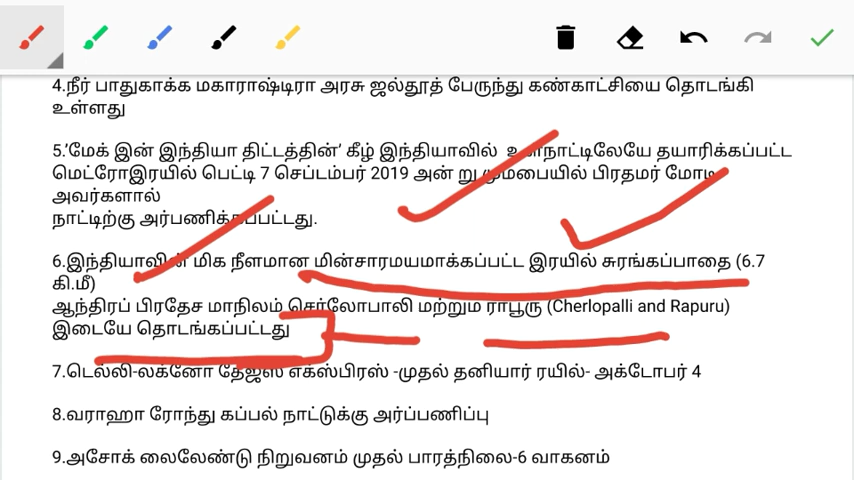 4.நீர் பாதுகாக்க மகாராஷ்டிரா அரசு ஜல்தூத் பேருந்து கண்காட்சியை தொடங்கி
உள்ளது
5.'மேக் இன் இந்தியா திட்டத்தின்' கீழ் இந்தியாவில் உள்நாட்டிலேயே தயாரிக்கப்பட்ட
மெட்ரோஇரயில் பெட்டி 7 செப்டம்பர் 2019 அன் று மும்பையில் பிரதமர் மோடி
அவர்களால்
நாட்டிற்கு அர்பணிக்கப்பட்டது.
6.இந்தியாவின் மிக நீளமான மின்சாரமயமாக்கப்பட்ட இரயில் சுரங்கப்பாதை (6.7
கி.மீ)
ஆந்திரப் பிரதேச மாநிலம் செர்லோபாலி மற்றும் ராபூரு (Cherlopalli and Rapuru)
இடையே தொடங்கப்பட்டது
7.டெல்லி-லக்னோ தேஜஸ் எக்ஸ்பிரஸ் -முதல் தனியார் ரயில்- அக்டோபர் 4
8.வராஹா ரோந்து கப்பல் நாட்டுக்கு அர்ப்பணிப்பு
9.அசோக் லைலேண்டு நிறுவனம் முதல் பாரத்நிலை-6 வாகனம்